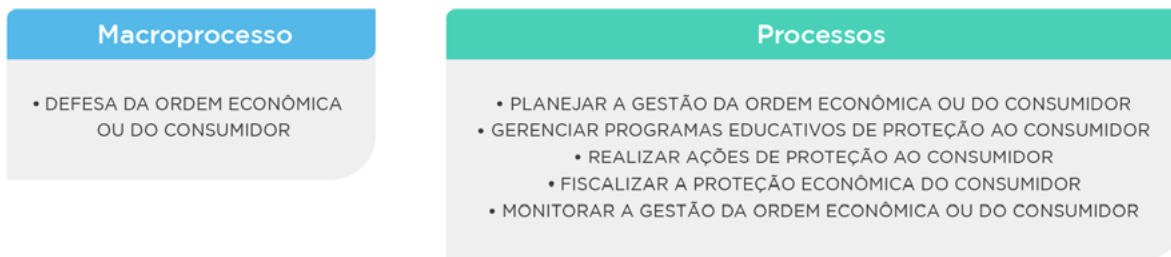 Macroprocesso
• DEFESA DA ORDEM ECONÔMICA
OU DO CONSUMIDOR
Processos
• PLANEJAR A GESTÃO DA ORDEM ECONÔMICA OU DO CONSUMIDOR
• GERENCIAR PROGRAMAS EDUCATIVOS DE PROTEÇÃO AO CONSUMIDOR
• REALIZAR AÇÕES DE PROTEÇÃO AO CONSUMIDOR
• FISCALIZAR A PROTEÇÃO ECONÔMICA DO CONSUMIDOR
• MONITORAR A GESTÃO DA ORDEM ECONÔMICA OU DO CONSUMIDOR